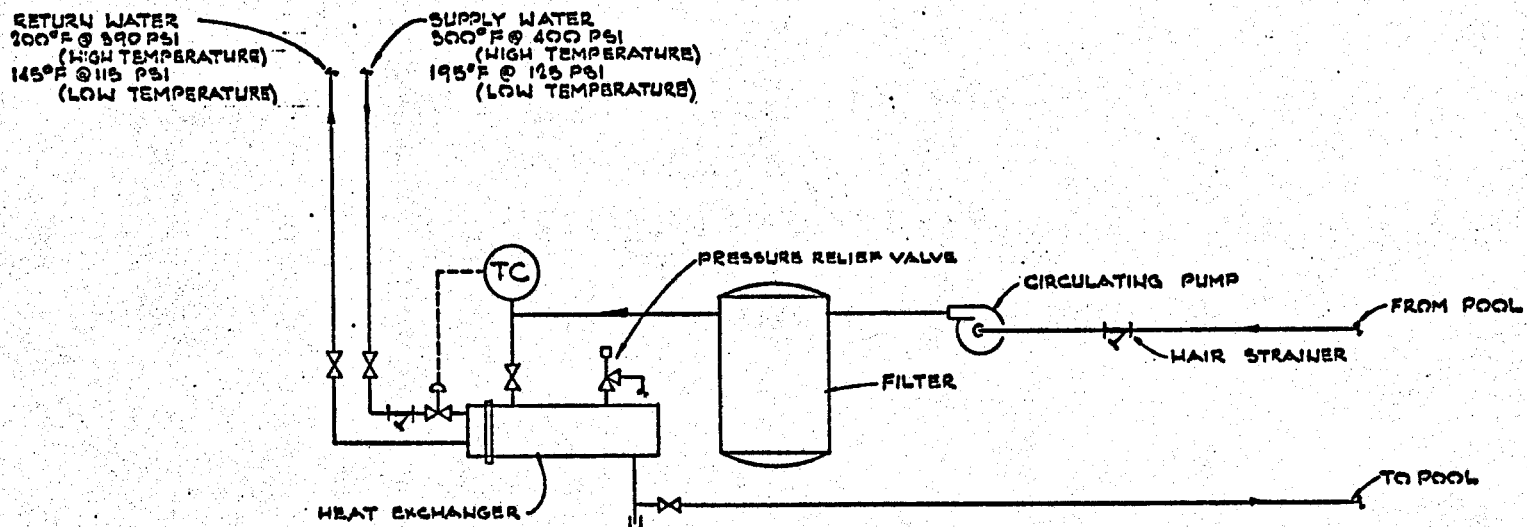 RETURN WATER
200°F @ 390 PSI
(HIGH TEMPERATURE)
145°F @ 115 PSI
(LOW TEMPERATURE)
SUPPLY WATER
300°F @ 400 PSI
(HIGH TEMPERATURE)
195°F @ 125 PSI
(LOW TEMPERATURE)
TC
PRESSURE RELIEF VALVE
CIRCULATING PUMP
FROM POOL
HAIR STRAINER
FILTER
TO POOL
HEAT EXCHANGER